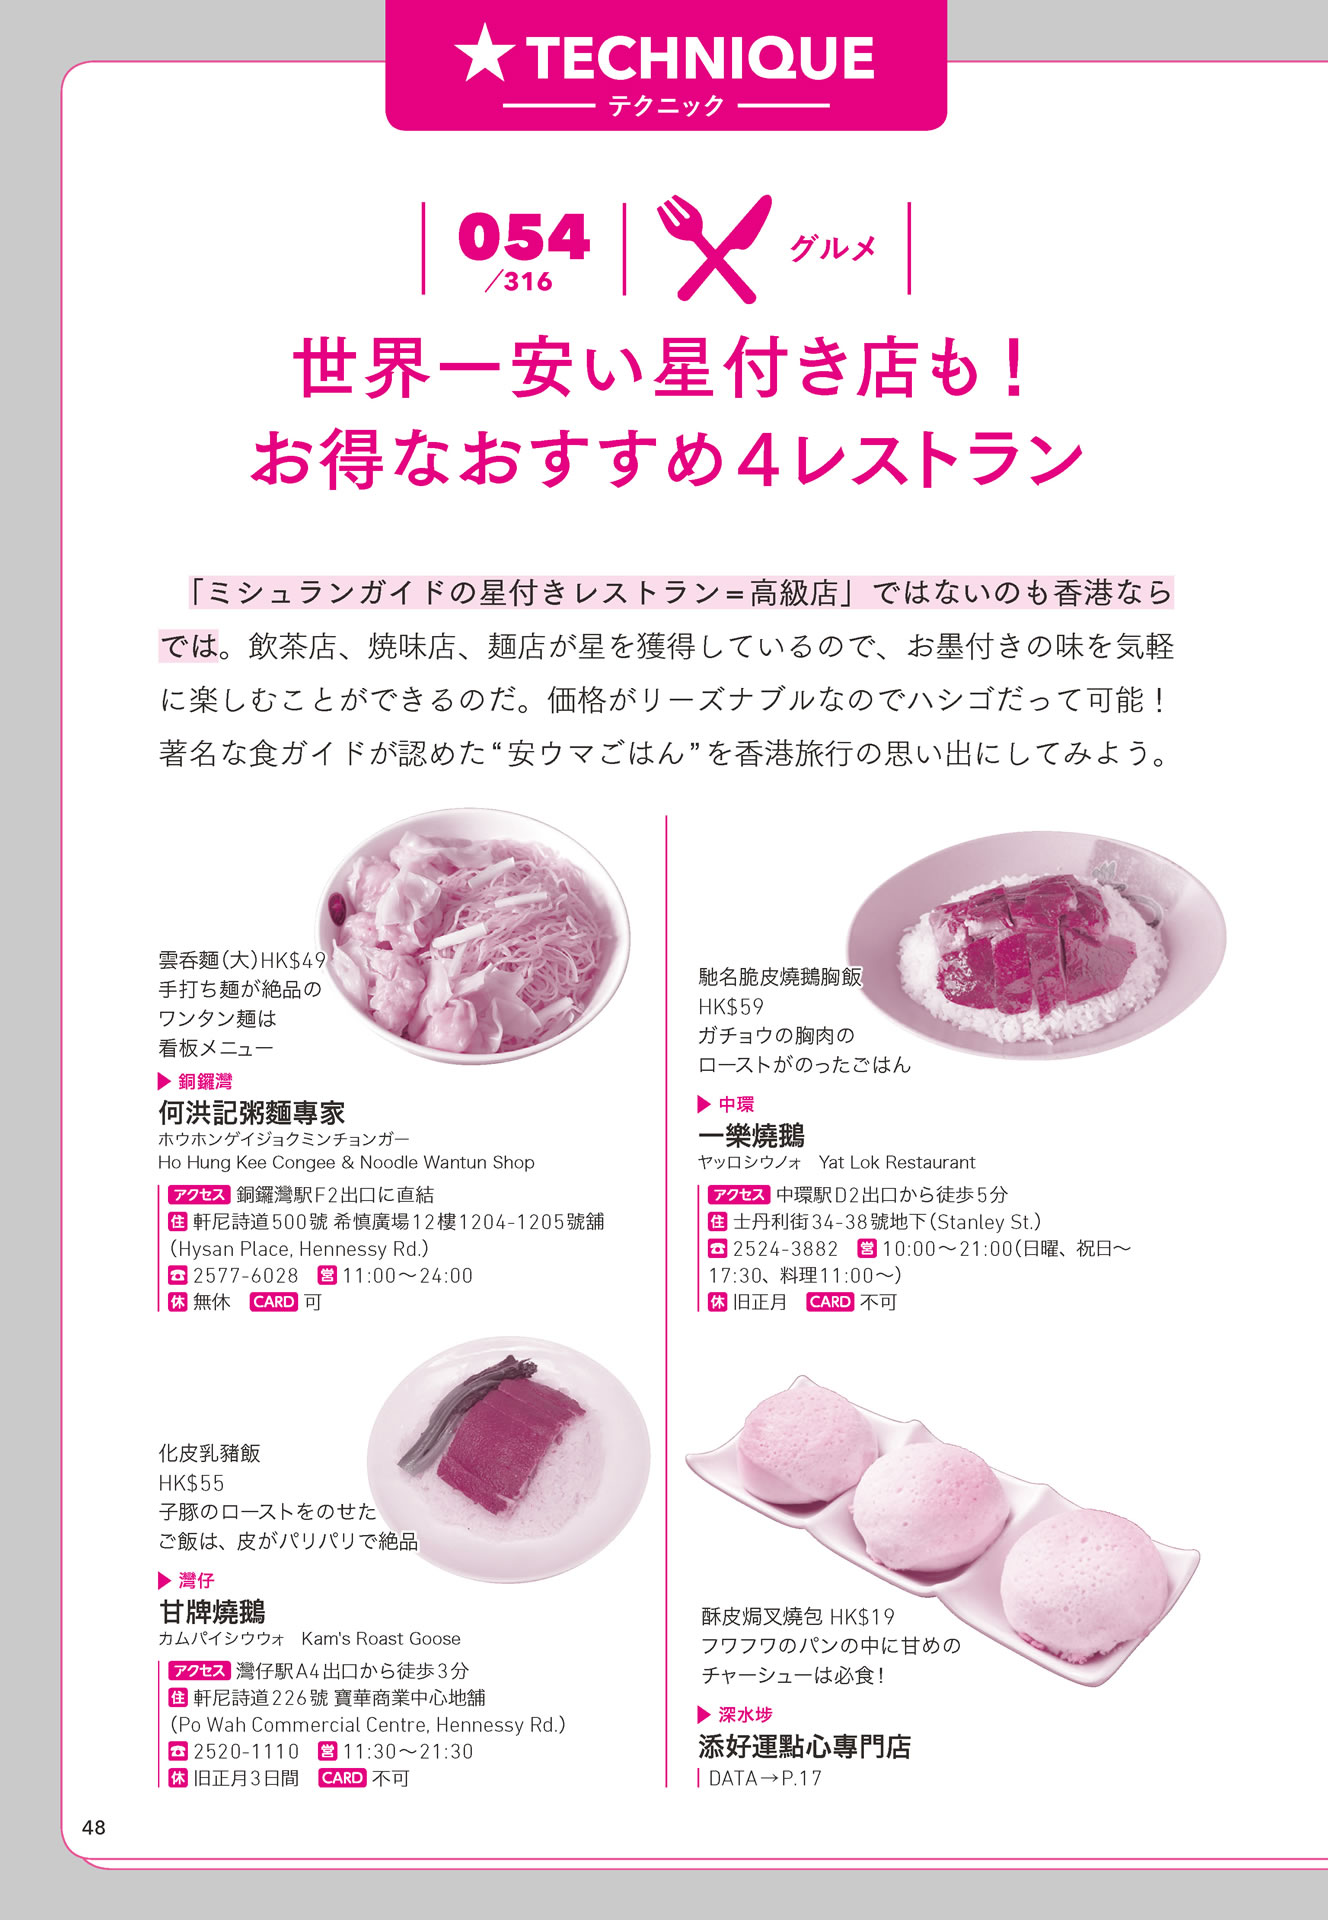 ★TECHNIQUE
テクニック
054
/316
グルメ
世界一安い星付き店も！
お得なおすすめ4レストラン
「ミシュランガイドの星付きレストラン＝高級店」ではないのも香港なら
では。飲茶店、焼味店、麺店が星を獲得しているので、お墨付きの味を気軽
に楽しむことができるのだ。価格がリーズナブルなのでハシゴだって可能！
著名な食ガイドが認めた“安ウマごはん”を香港旅行の思い出にしてみよう。
雲呑麵（大）HK$49
手打ち麺が絶品の
ワンタン麺は
看板メニュー
▶ 銅鑼灣
何洪記粥麵專家
ホウホンゲイジョクミンチョンガー
Ho Hung Kee Congee & Noodle Wantun Shop
アクセス 銅鑼灣駅F2出口に直結
住 軒尼詩道500號 希慎廣場12樓1204-1205號舖
（Hysan Place, Hennessy Rd.）
☎ 2577-6028 営 11:00〜24:00
休 無休 CARD 可
化皮乳豬飯
HK$55
子豚のローストをのせた
ご飯は、皮がパリパリで絶品
▶ 灣仔
甘牌燒鵝
カムパイシウウォ Kam's Roast Goose
アクセス 灣仔駅A4出口から徒歩3分
住 軒尼詩道226號 寶華商業中心地舖
（Po Wah Commercial Centre, Hennessy Rd.）
☎ 2520-1110 営 11:30〜21:30
休 旧正月3日間 CARD 不可
馳名脆皮燒鵝胸飯
HK$59
ガチョウの胸肉の
ローストがのったごはん
▶ 中環
一樂燒鵝
ヤッロシウノォ Yat Lok Restaurant
アクセス 中環駅D2出口から徒歩5分
住 士丹利街34-38號地下（Stanley St.）
☎ 2524-3882 営 10:00〜21:00（日曜、祝日〜
17:30、料理11:00〜）
休 旧正月 CARD 不可
酥皮焗叉燒包 HK$19
フワフワのパンの中に甘めの
チャーシューは必食！
▶ 深水埗
添好運點心專門店
DATA→P.17
48